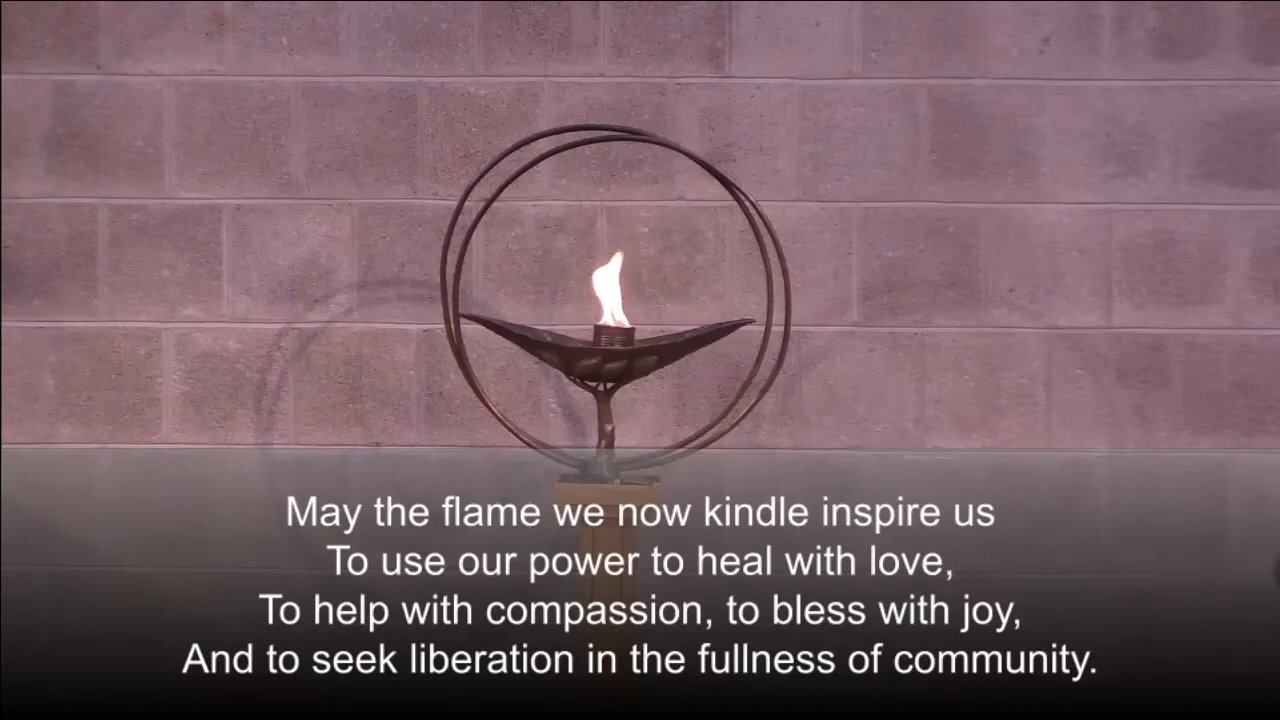 May the flame we now kindle inspire us
To use our power to heal with love,
To help with compassion, to bless with joy,
And to seek liberation in the fullness of community.